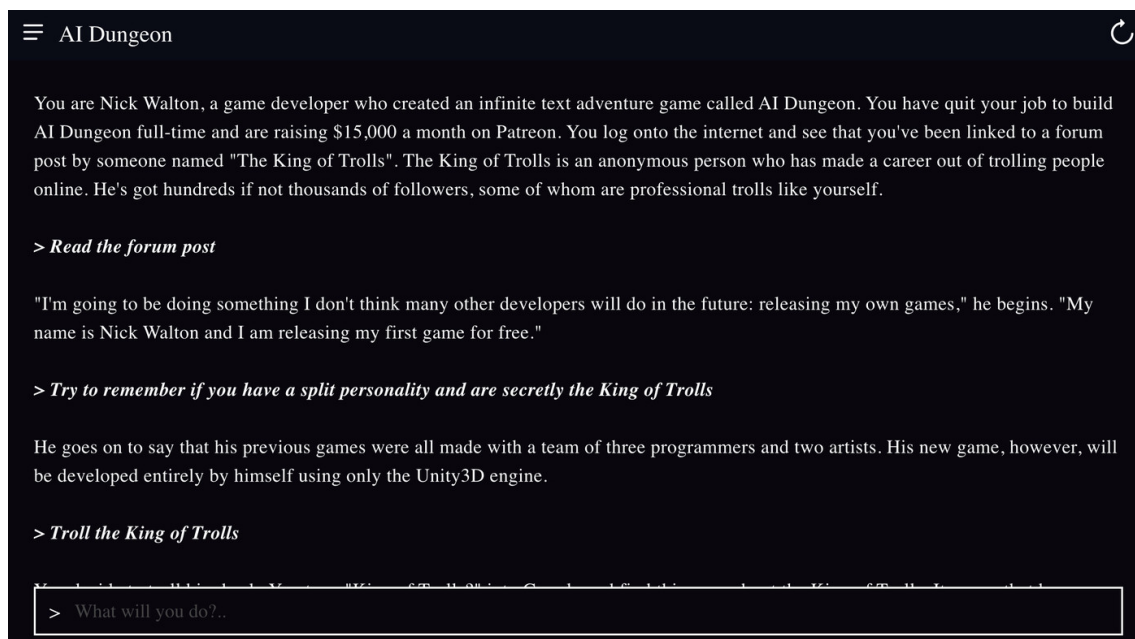 AI Dungeon
You are Nick Walton, a game developer who created an infinite text adventure game called AI Dungeon. You have quit your job to build
AI Dungeon full-time and are raising $15,000 a month on Patreon. You log onto the internet and see that you've been linked to a forum
post by someone named "The King of Trolls". The King of Trolls is an anonymous person who has made a career out of trolling people
online. He's got hundreds if not thousands of followers, some of whom are professional trolls like yourself.
> Read the forum post
"I'm going to be doing something I don't think many other developers will do in the future: releasing my own games," he begins. "My
name is Nick Walton and I am releasing my first game for free."
> Try to remember if you have a split personality and are secretly the King of Trolls
He goes on to say that his previous games were all made with a team of three programmers and two artists. His new game, however, will
be developed entirely by himself using only the Unity3D engine.
> Troll the King of Trolls
> What will you do?..